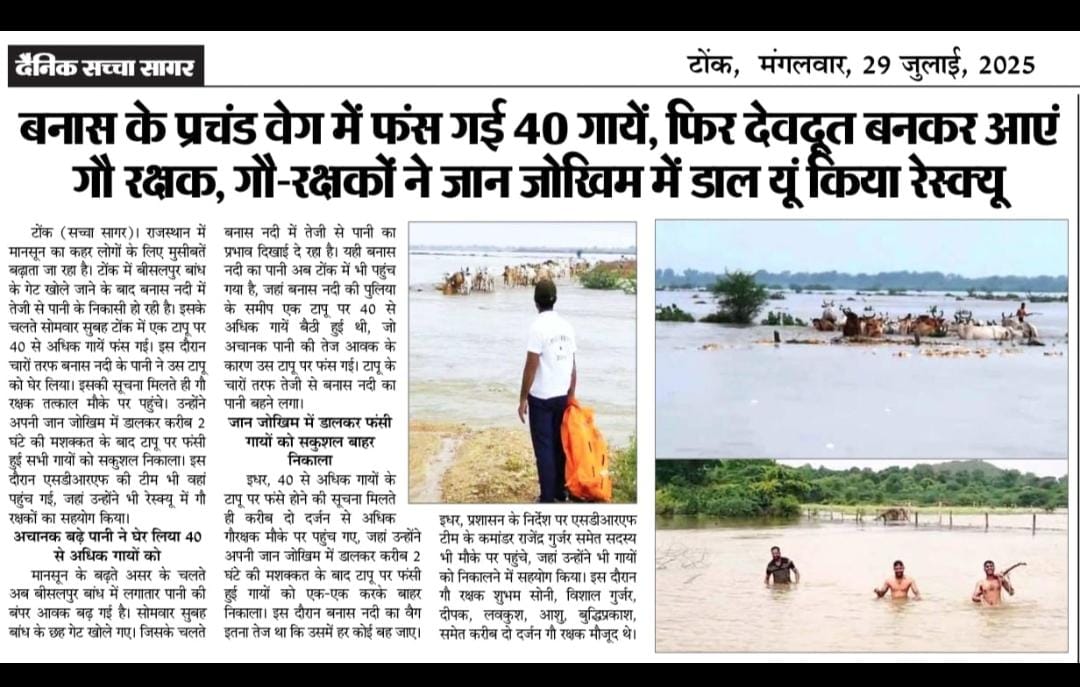 दैनिक सच्चा सागर
टोंक, मंगलवार, 29 जुलाई, 2025
बनास के प्रचंड वेग में फंस गई 40 गायें, फिर देवदूत बनकर आएं
गौ रक्षक, गौ-रक्षकों ने जान जोखिम में डाल यूं किया रेस्क्यू
टोंक (सच्चा सागर)। राजस्थान में
मानसून का कहर लोगों के लिए मुसीबतें
बढ़ाता जा रहा है। टोंक में बीसलपुर बांध
के गेट खोले जाने के बाद बनास नदी में
तेजी से पानी के निकासी हो रही है। इसके
चलते सोमवार सुबह टोंक में एक टापू पर
40 से अधिक गायें फंस गई। इस दौरान
चारों तरफ बनास नदी के पानी ने उस टापू
को घेर लिया। इसकी सूचना मिलते ही गौ
रक्षक तत्काल मौके पर पहुंचे। उन्होंने
अपनी जान जोखिम में डालकर करीब 2
घंटे की मशक्कत के बाद टापू पर फंसी
हुई सभी गायों को सकुशल निकाला। इस
दौरान एसडीआरएफ की टीम भी वहां
पहुंच गई, जहां उन्होंने भी रेस्क्यू में गौ
रक्षकों का सहयोग किया।
अचानक बढ़े पानी ने घेर लिया 40
से अधिक गायों को
मानसून के बढ़ते असर के चलते
अब बीसलपुर बांध में लगातार पानी की
बंपर आवक बढ़ गई है। सोमवार सुबह
बांध के छह गेट खोले गए। जिसके चलते
बनास नदी में तेजी से पानी का
प्रभाव दिखाई दे रहा है। यही बनास
नदी का पानी अब टोंक में भी पहुंच
गया है, जहां बनास नदी की पुलिया
के समीप एक टापू पर 40 से
अधिक गायें बैठी हुई थी, जो
अचानक पानी की तेज आवक के
कारण उस टापू पर फंस गई। टापू के
चारों तरफ तेजी से बनास नदी का
पानी बहने लगा।
जान जोखिम में डालकर फंसी
गायों को सकुशल बाहर
निकाला
इधर, 40 से अधिक गायों के
टापू पर फंसे होने की सूचना मिलते
ही करीब दो दर्जन से अधिक
गौरक्षक मौके पर पहुंच गए, जहां उन्होंने
अपनी जान जोखिम में डालकर करीब 2
घंटे की मशक्कत के बाद टापू पर फंसी
हुई गायों को एक-एक करके बाहर
निकाला। इस दौरान बनास नदी का वेग
इतना तेज था कि उसमें हर कोई बह जाए।
इधर, प्रशासन के निर्देश पर एसडीआरएफ
टीम के कमांडर राजेंद्र गुर्जर समेत सदस्य
भी मौके पर पहुंचे, जहां उन्होंने भी गायों
को निकालने में सहयोग किया। इस दौरान
गौ रक्षक शुभम सोनी, विशाल गुर्जर,
दीपक, लवकुश, आशु, बुद्धिप्रकाश,
समेत करीब दो दर्जन गौ रक्षक मौजूद थे।